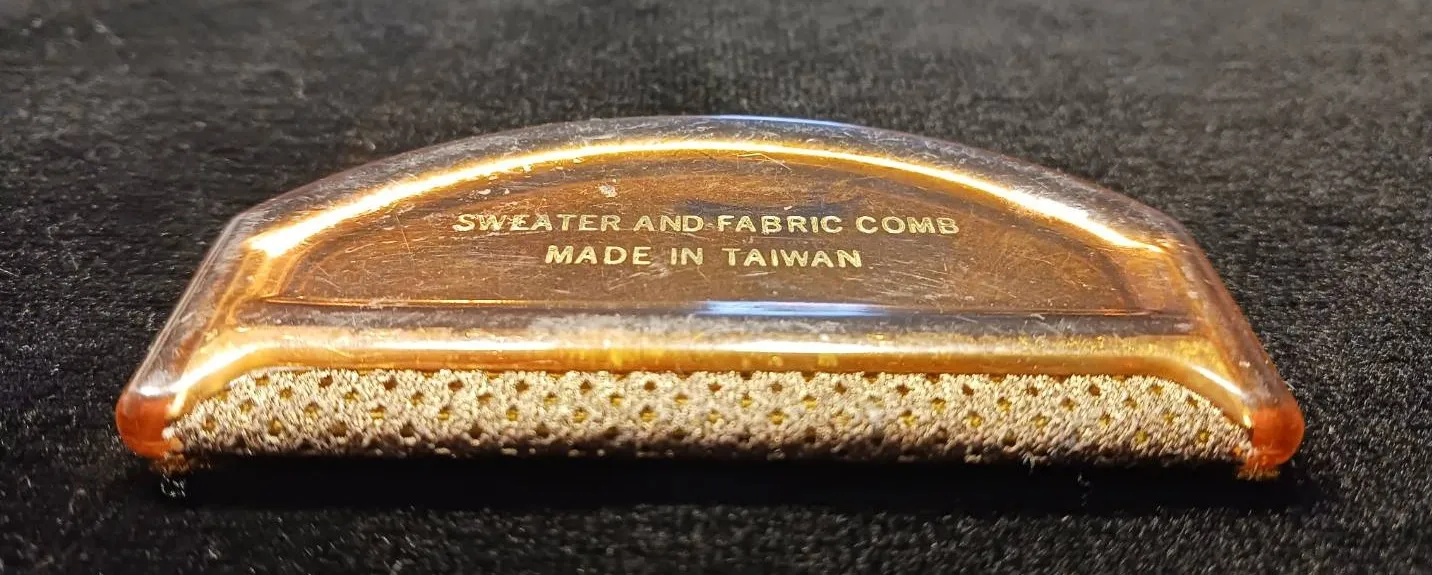 SWEATER AND FABRIC COMB
MADE IN TAIWAN